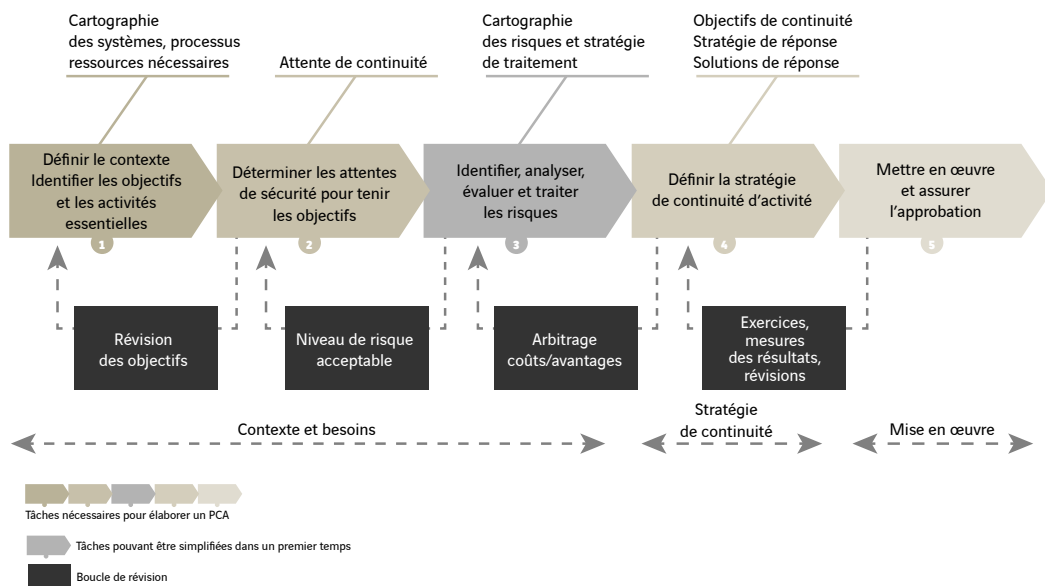 Cartographie
des systèmes, processus
ressources nécessaires
Attente de continuité
Cartographie
des risques et stratégie
de traitement
Objectifs de continuité
Stratégie de réponse
Solutions de réponse
Définir le contexte
Identifier les objectifs
et les activités
essentielles
1
Déterminer les attentes
de sécurité pour tenir
les objectifs
2
Identifier, analyser,
évaluer et traiter
les risques
3
Définir la stratégie
de continuité d'activité
4
Mettre en œuvre
et assurer
l'approbation
5
Révision
des objectifs
Niveau de risque
acceptable
Arbitrage
coûts/avantages
Exercices,
mesures
des résultats,
révisions
Contexte et besoins
Stratégie
de continuité
Mise en œuvre
Tâches nécessaires pour élaborer un PCA
Tâches pouvant être simplifiées dans un premier temps
Boucle de révision